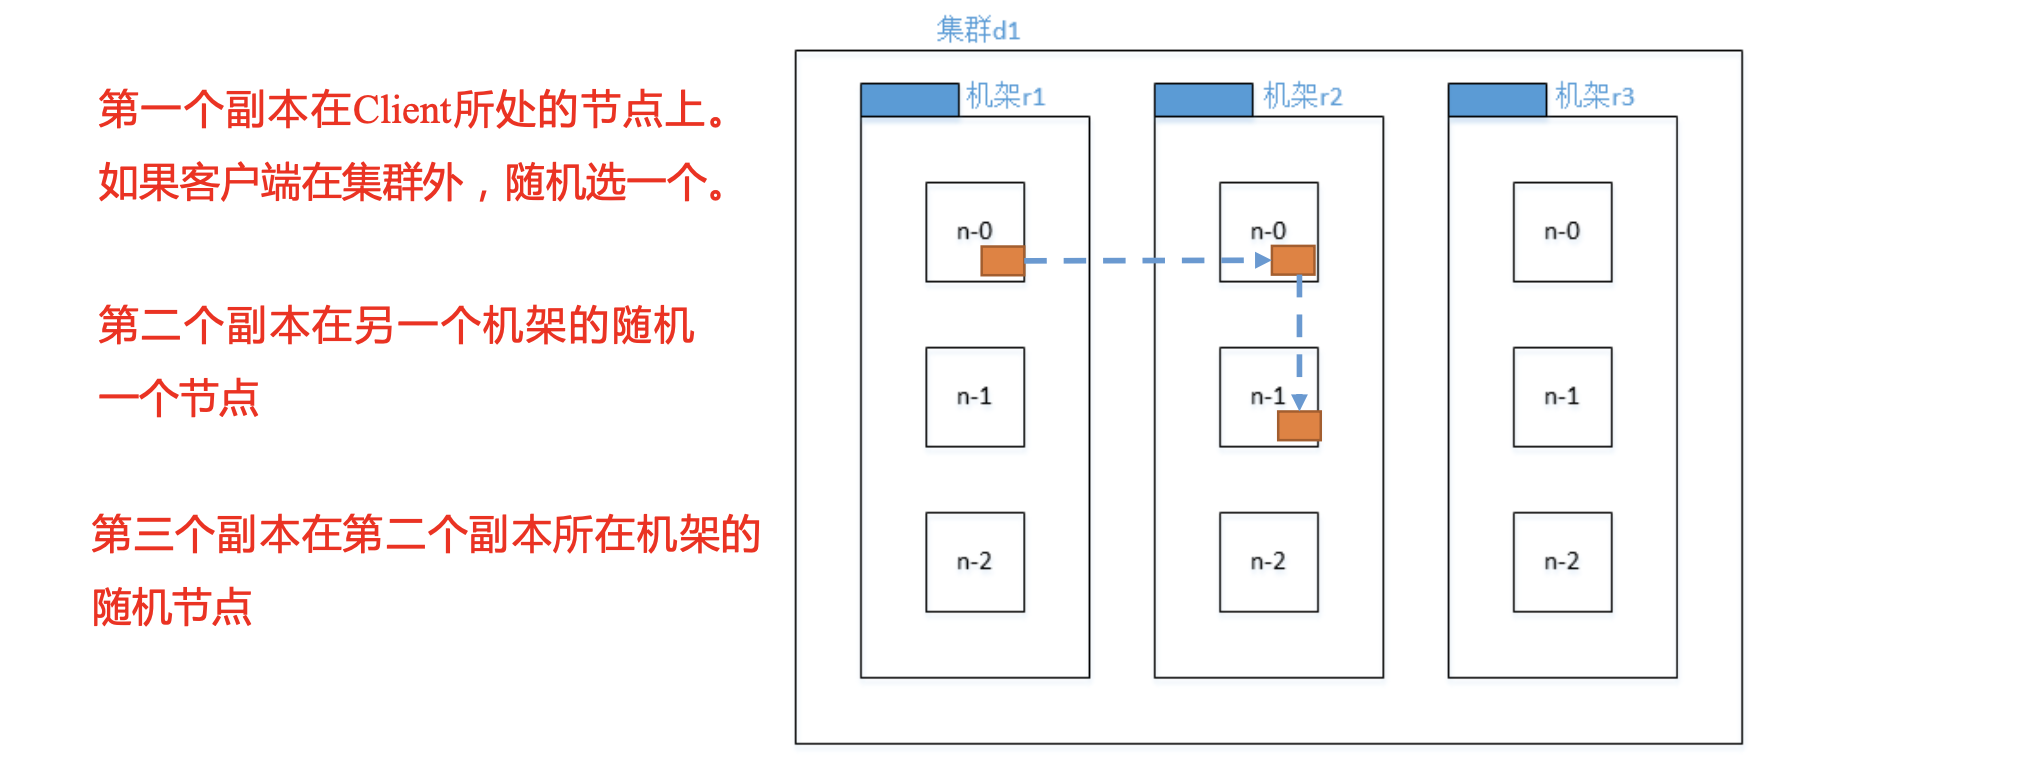 第一个副本在Client所处的节点上。
如果客户端在集群外，随机选一个。
第二个副本在另一个机架的随机
一个节点
第三个副本在第二个副本所在机架的
随机节点
集群d1
机架r1
机架r2
机架r3
n-0
n-0
n-0
n-1
n-1
n-1
n-2
n-2
n-2